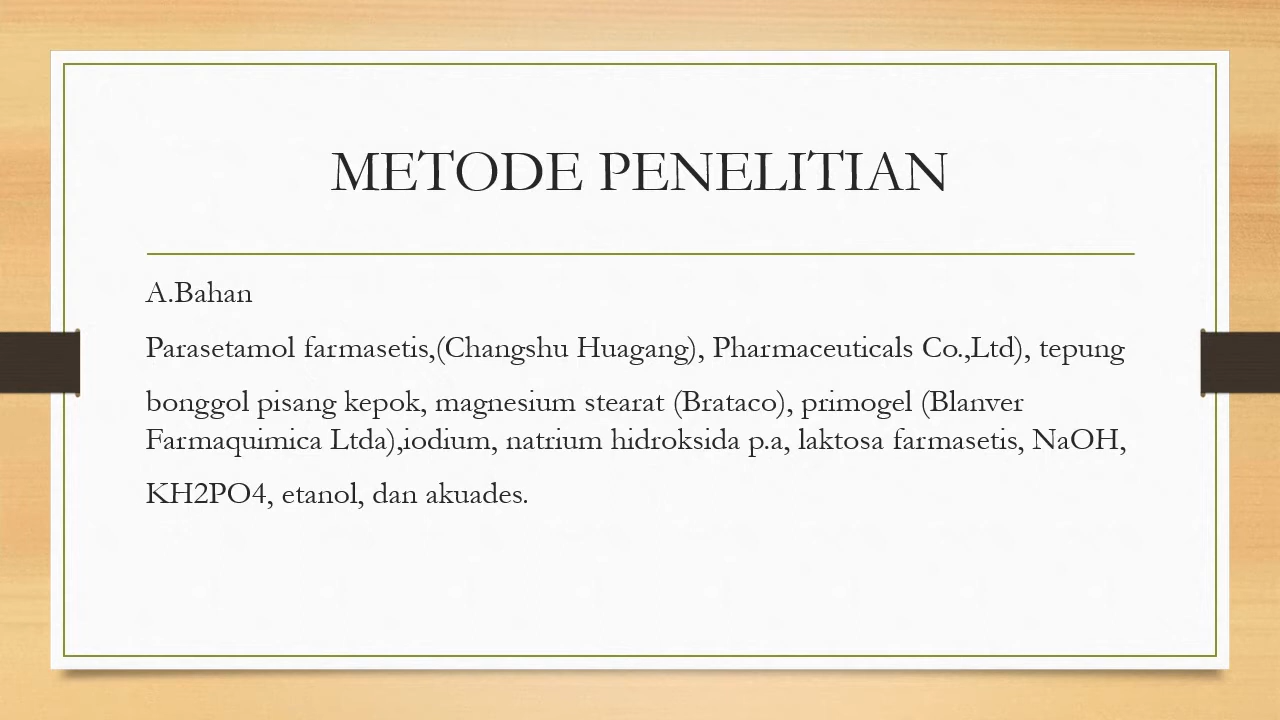 METODE PENELITIAN
A.Bahan
Parasetamol farmasetis,(Changshu Huagang), Pharmaceuticals Co.,Ltd), tepung
bonggol pisang kepok, magnesium stearat (Brataco), primogel (Blanver
Farmaquimica Ltda),iodium, natrium hidroksida p.a, laktosa farmasetis, NaOH,
KH2PO4, etanol, dan akuades.